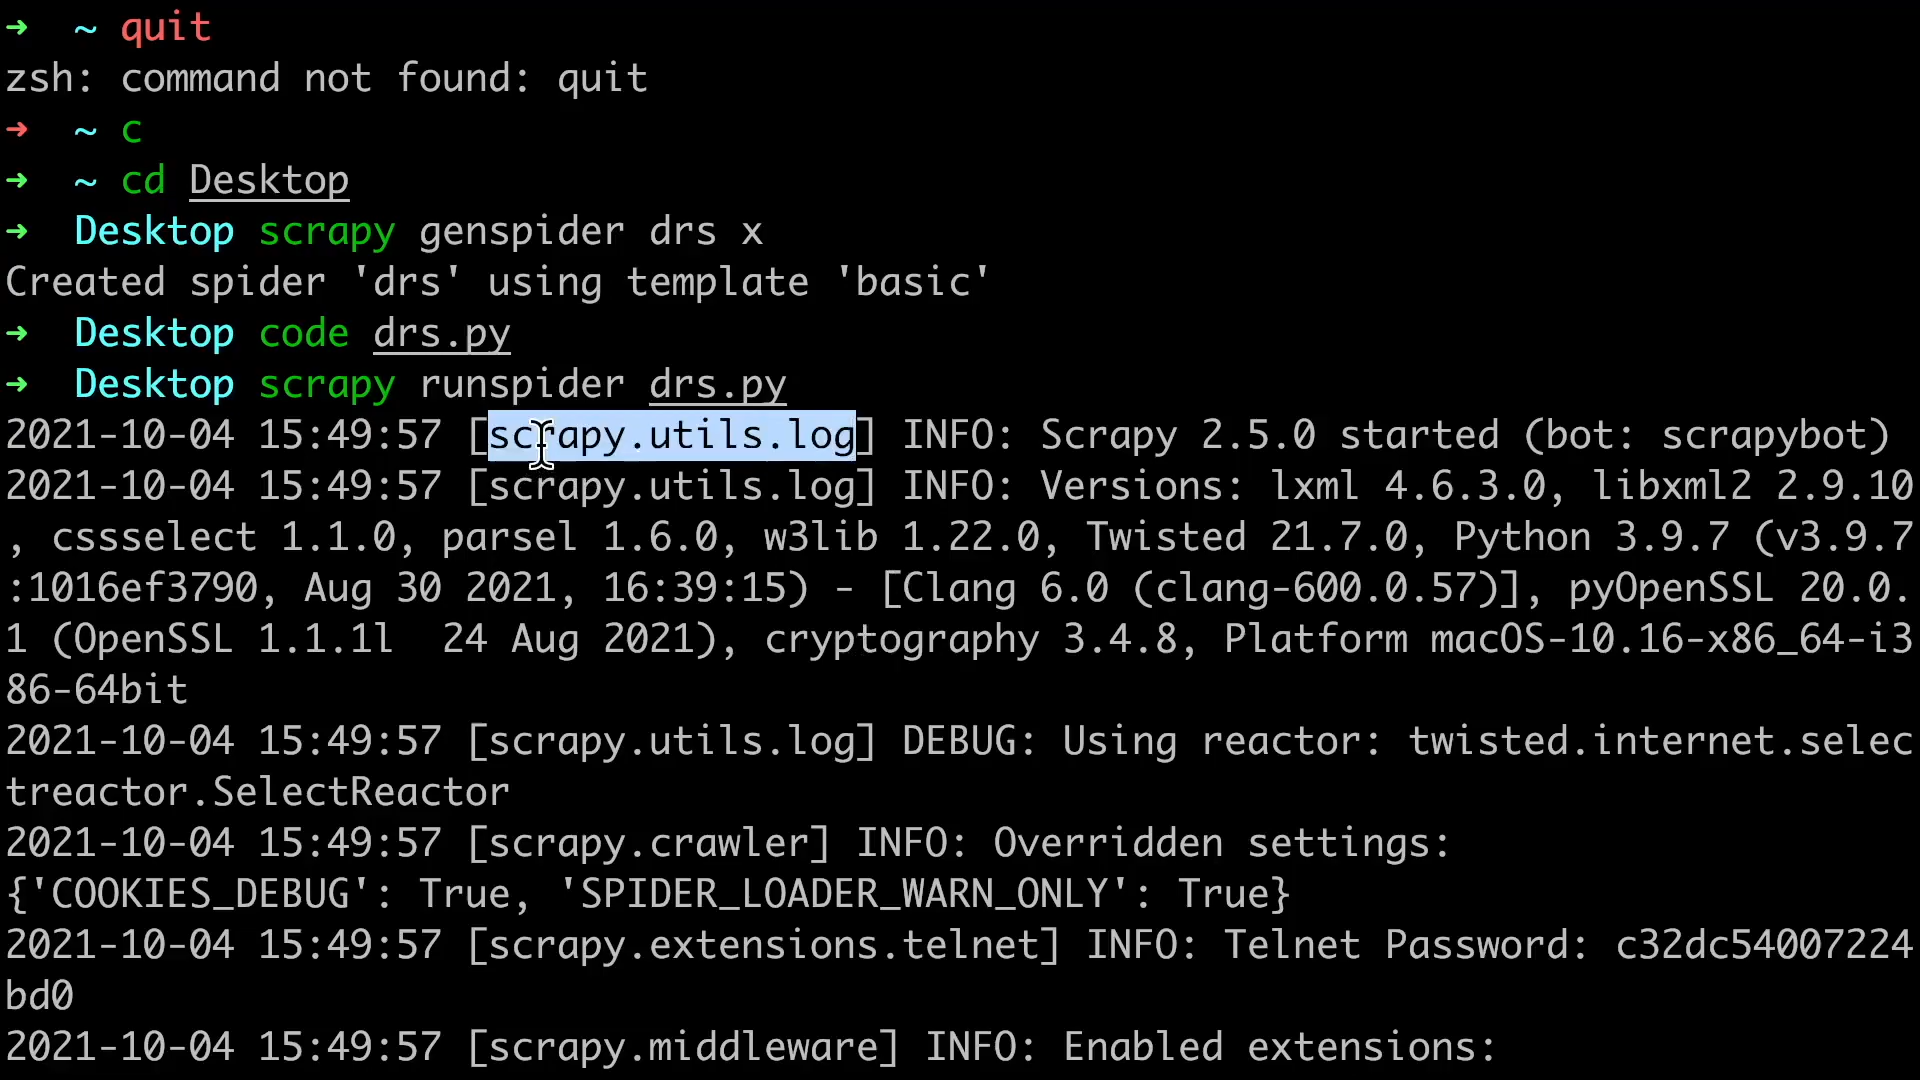 ➜  ~ quit
zsh: command not found: quit
➜  ~ c
➜  ~ cd Desktop
➜  Desktop scrapy genspider drs x
Created spider 'drs' using template 'basic'
➜  Desktop code drs.py
➜  Desktop scrapy runspider drs.py
2021-10-04 15:49:57 [scrapy.utils.log] INFO: Scrapy 2.5.0 started (bot: scrapybot)
2021-10-04 15:49:57 [scrapy.utils.log] INFO: Versions: lxml 4.6.3.0, libxml2 2.9.10
, cssselect 1.1.0, parsel 1.6.0, w3lib 1.22.0, Twisted 21.7.0, Python 3.9.7 (v3.9.7
:1016ef3790, Aug 30 2021, 16:39:15) - [Clang 6.0 (clang-600.0.57)], pyOpenSSL 20.0.
1 (OpenSSL 1.1.1l  24 Aug 2021), cryptography 3.4.8, Platform macOS-10.16-x86_64-i3
86-64bit
2021-10-04 15:49:57 [scrapy.utils.log] DEBUG: Using reactor: twisted.internet.selec
treactor.SelectReactor
2021-10-04 15:49:57 [scrapy.crawler] INFO: Overridden settings:
{'COOKIES_DEBUG': True, 'SPIDER_LOADER_WARN_ONLY': True}
2021-10-04 15:49:57 [scrapy.extensions.telnet] INFO: Telnet Password: c32dc54007224
bd0
2021-10-04 15:49:57 [scrapy.middleware] INFO: Enabled extensions: